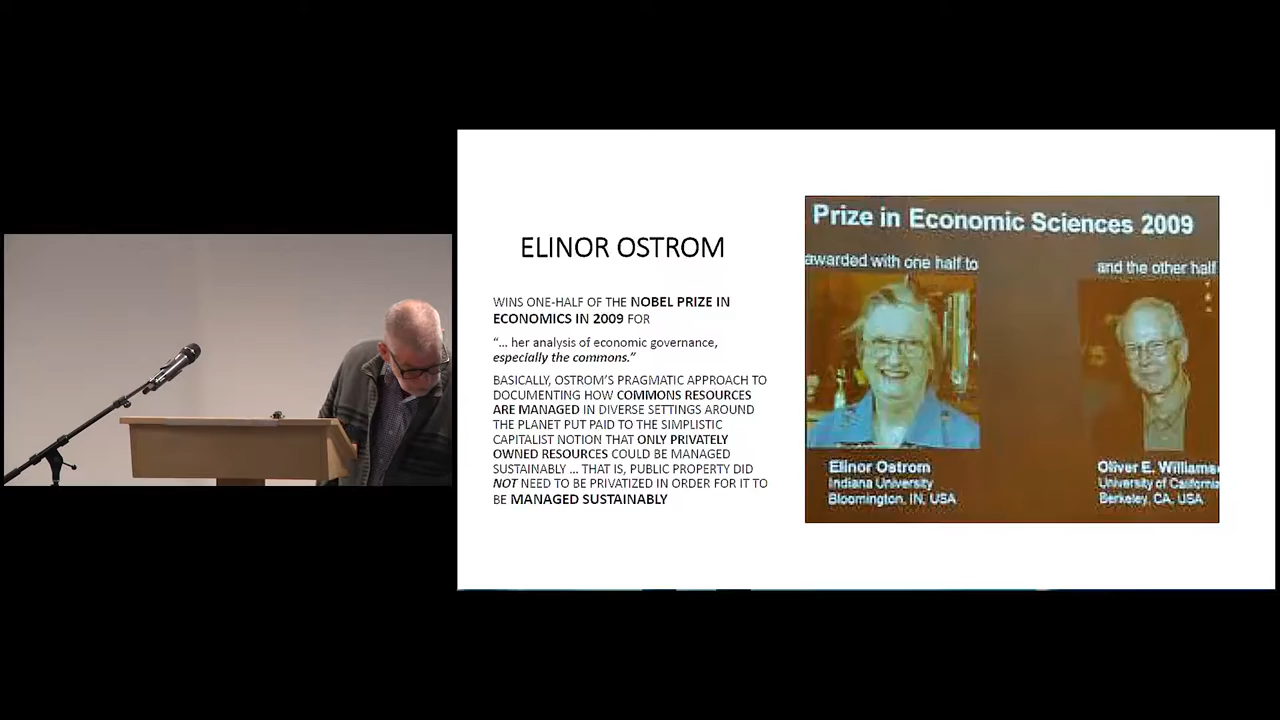 ELINOR OSTROM
WINS ONE-HALF OF THE NOBEL PRIZE IN
ECONOMICS IN 2009 FOR
“... her analysis of economic governance,
especially the commons.”
BASICALLY, OSTROM’S PRAGMATIC APPROACH TO
DOCUMENTING HOW COMMONS RESOURCES
ARE MANAGED IN DIVERSE SETTINGS AROUND
THE PLANET PUT PAID TO THE SIMPLISTIC
CAPITALIST NOTION THAT ONLY PRIVATELY
OWNED RESOURCES COULD BE MANAGED
SUSTAINABLY ... THAT IS, PUBLIC PROPERTY DID
NOT NEED TO BE PRIVATIZED IN ORDER FOR IT TO
BE MANAGED SUSTAINABLY
Prize in Economic Sciences 2009
awarded with one half to
and the other half
Elinor Ostrom
Indiana University
Bloomington, IN, USA
Oliver E. Williams
University of California
Berkeley, CA, USA